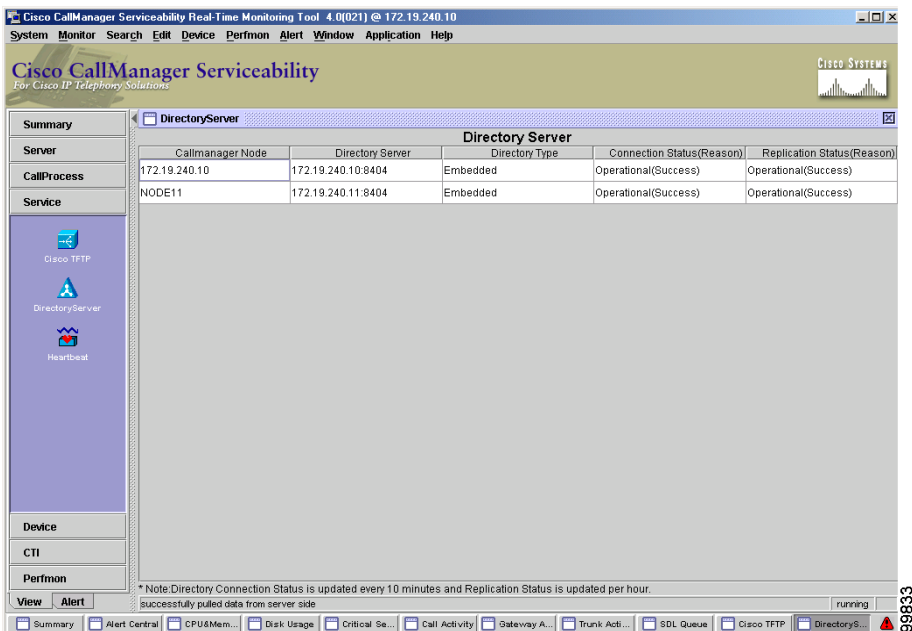 Cisco CallManager Serviceability Real-Time Monitoring Tool 4.0(021) @ 172.19.240.10
System Monitor Search Edit Device Perfmon Alert Window Application Help
Cisco CallManager Serviceability
For Cisco IP Telephony Solutions
CISCO SYSTEMS
Summary
Server
CallProcess
Service
Cisco TFTP
DirectoryServer
Heartbeat
Device
CTI
Perfmon
View Alert
DirectoryServer
Directory Server
Callmanager Node Directory Server Directory Type Connection Status(Reason) Replication Status(Reason)
172.19.240.10 172.19.240.10:8404 Embedded Operational(Success) Operational(Success)
NODE11 172.19.240.11:8404 Embedded Operational(Success) Operational(Success)
* Note:Directory Connection Status is updated every 10 minutes and Replication Status is updated per hour.
successfully pulled data from server side running
Summary Alert Central CPU&Mem... Disk Usage Critical Se... Call Activity Gateway A... Trunk Acti... SDL Queue Cisco TFTP DirectoryS...
99833